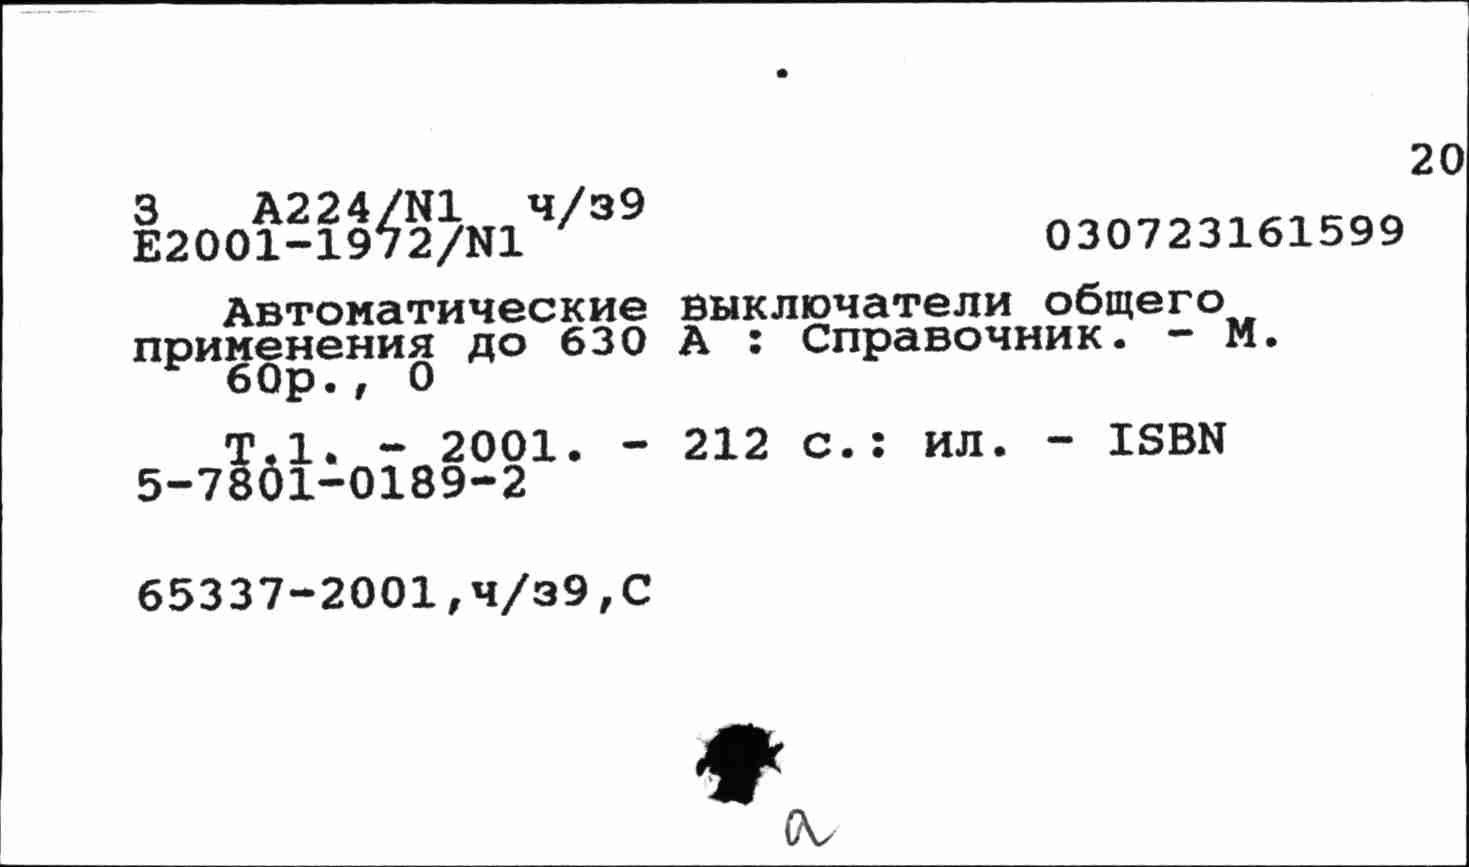 20
З А224/N1 ч/з9
Е2001-1972/N1
030723161599
Автоматические выключатели общего
применения до 630 А : Справочник. - М.
60р., 0
Т.1. - 2001. - 212 с.: ил. - ISBN
5-7801-0189-2
65337-2001,ч/з9,С
а